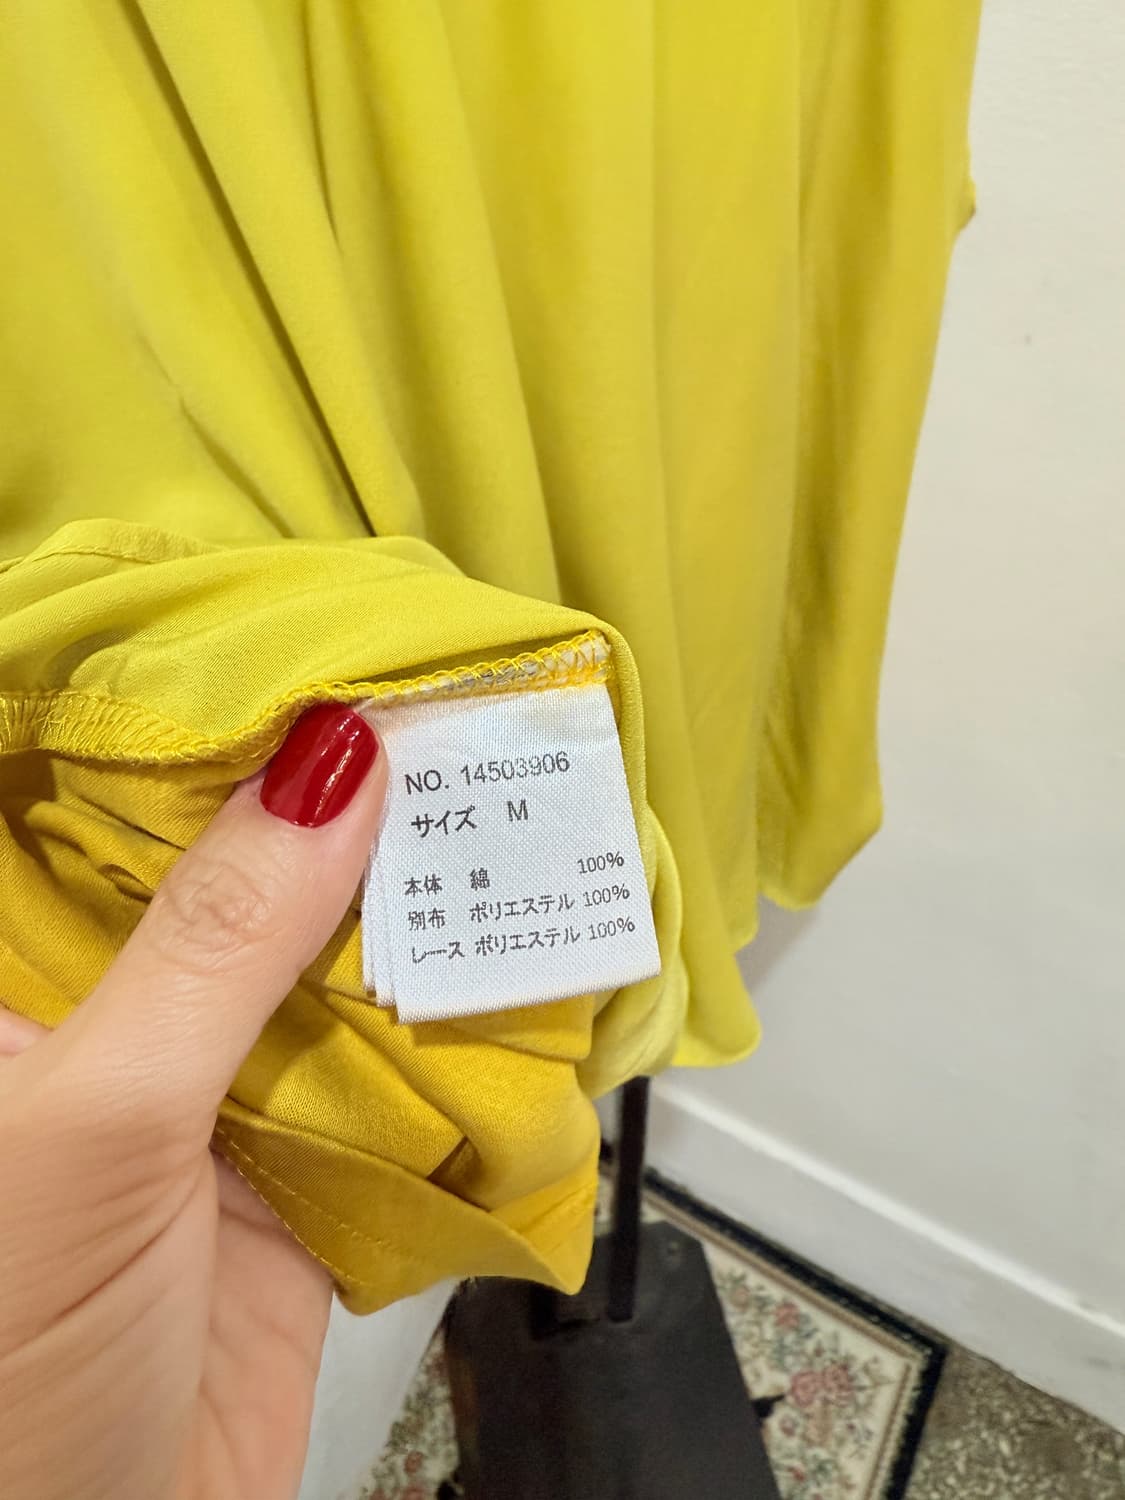 NO. 14503906
サイズ M
本体 綿 100%
別布 ポリエステル 100%
レース ポリエステル 100%